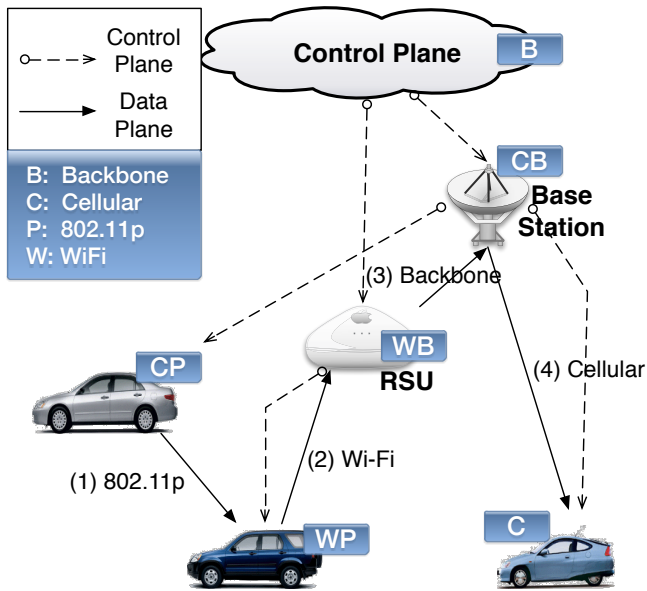 Control
Plane
Data
Plane
B: Backbone
C: Cellular
P: 802.11p
W: WiFi
Control Plane
B
CB
Base
Station
(3) Backbone
WB
RSU
CP
(4) Cellular
(2) Wi-Fi
(1) 802.11p
WP
C